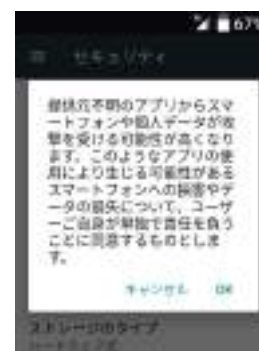 67%
セキュリティ
提供元不明のアプリからスマ
ートフォンや個人データが攻
撃を受ける可能性が高くなり
ます。このようなアプリの使
用により生じる可能性がある
スマートフォンへの損害やデ
ータの損失について、ユーザ
ーご自身が単独で責任を負う
ことに同意するものとしま
す。
キャンセル OK
ストレージのタイプ